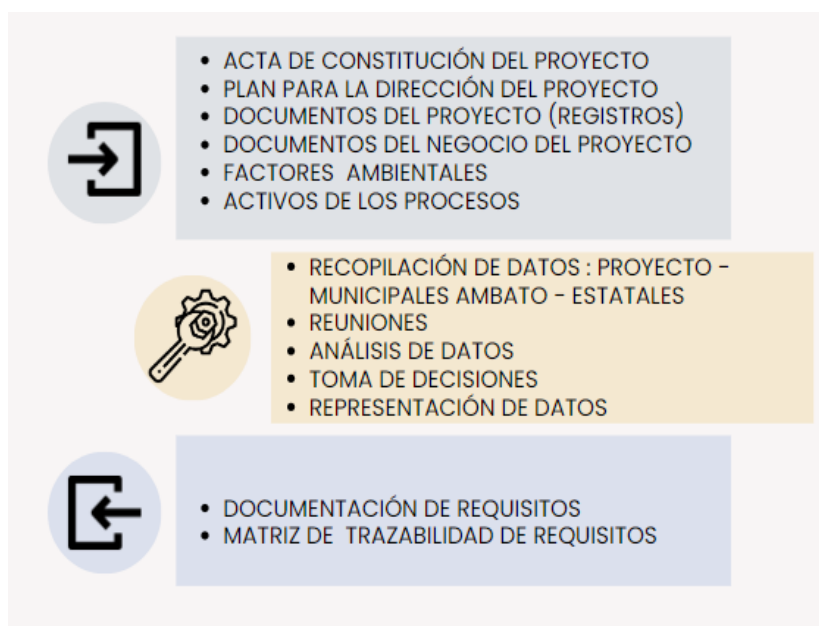 • ACTA DE CONSTITUCIÓN DEL PROYECTO
• PLAN PARA LA DIRECCIÓN DEL PROYECTO
• DOCUMENTOS DEL PROYECTO (REGISTROS)
• DOCUMENTOS DEL NEGOCIO DEL PROYECTO
• FACTORES AMBIENTALES
• ACTIVOS DE LOS PROCESOS
• RECOPILACIÓN DE DATOS : PROYECTO -
MUNICIPALES AMBATO - ESTATALES
• REUNIONES
• ANÁLISIS DE DATOS
• TOMA DE DECISIONES
• REPRESENTACIÓN DE DATOS
• DOCUMENTACIÓN DE REQUISITOS
• MATRIZ DE TRAZABILIDAD DE REQUISITOS